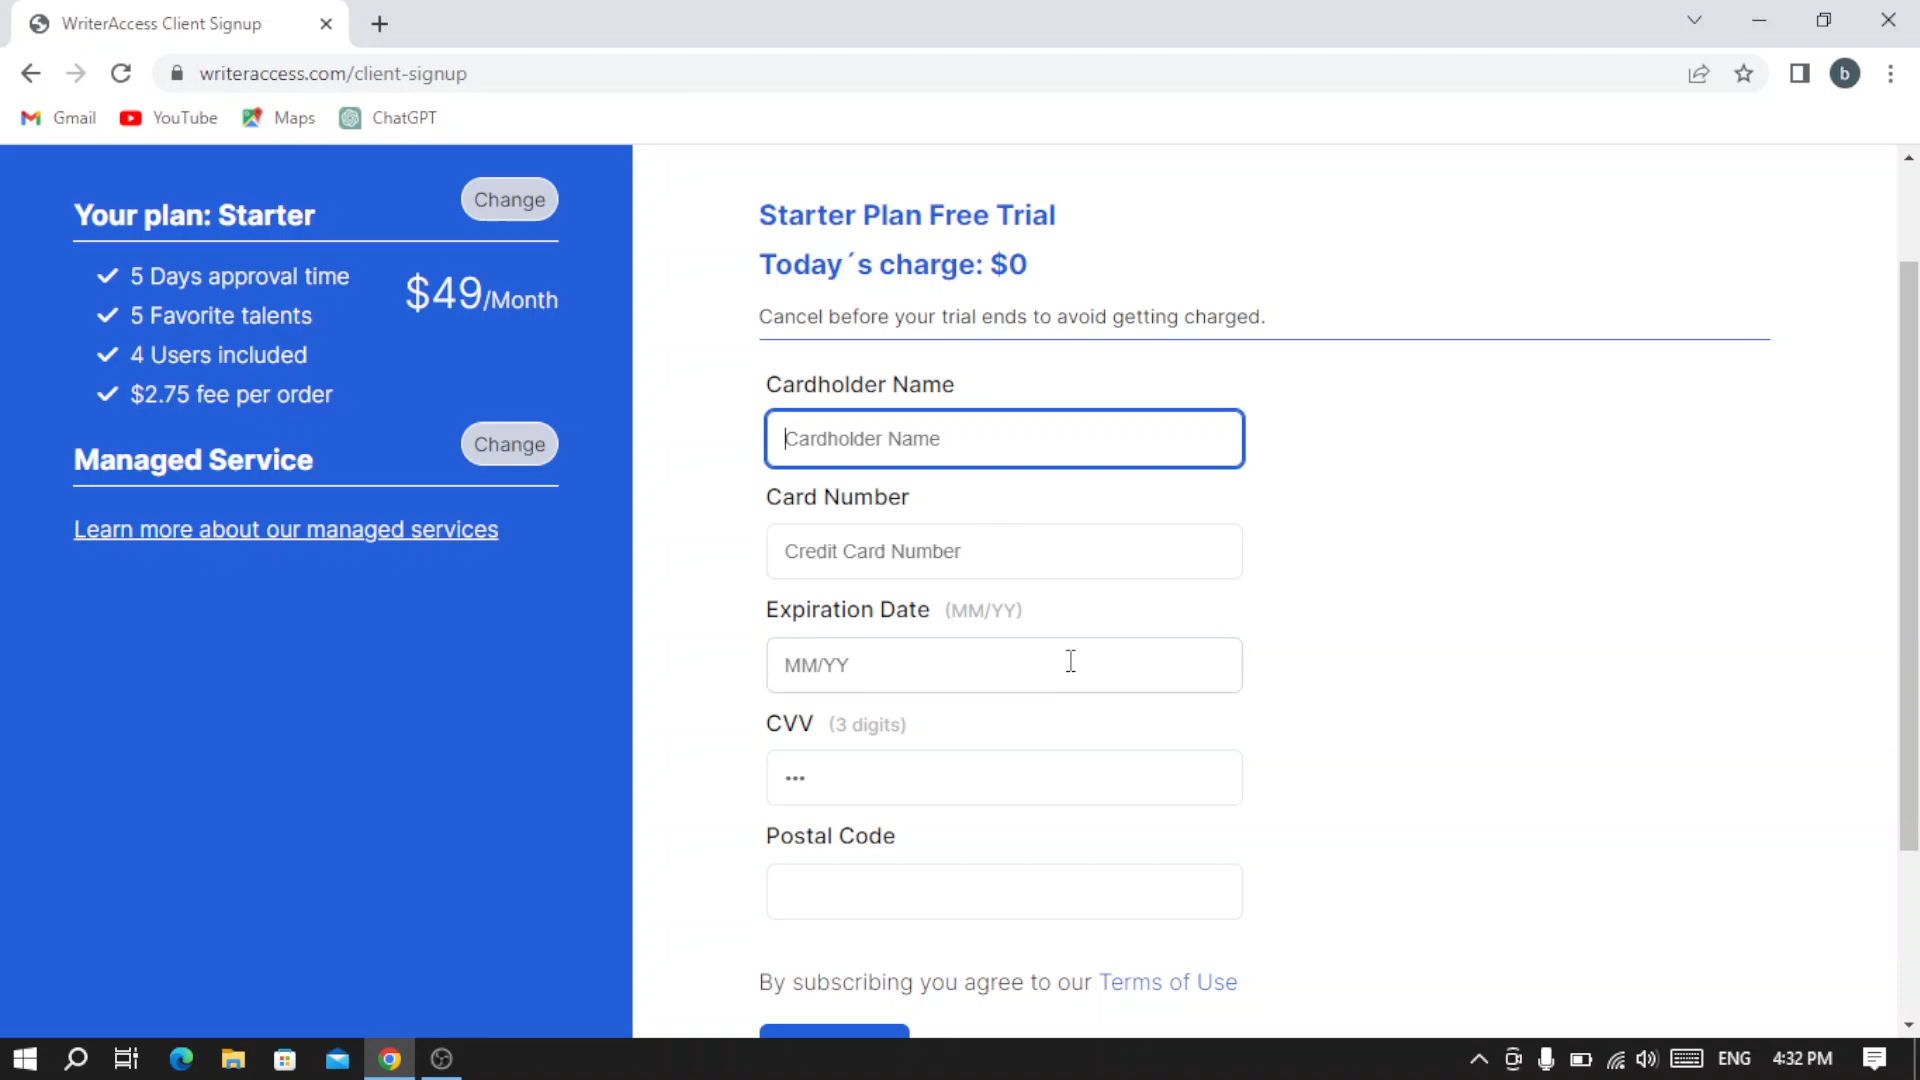 WriterAccess Client Signup
writeraccess.com/client-signup
b
Gmail YouTube Maps ChatGPT
Your plan: Starter
Change
5 Days approval time
5 Favorite talents
4 Users included
$2.75 fee per order
$49/Month
Managed Service
Change
Learn more about our managed services
Starter Plan Free Trial
Today´s charge: $0
Cancel before your trial ends to avoid getting charged.
Cardholder Name
Cardholder Name
Card Number
Credit Card Number
Expiration Date (MM/YY)
MM/YY
CVV (3 digits)
•••
Postal Code
By subscribing you agree to our Terms of Use
ENG 4:32 PM